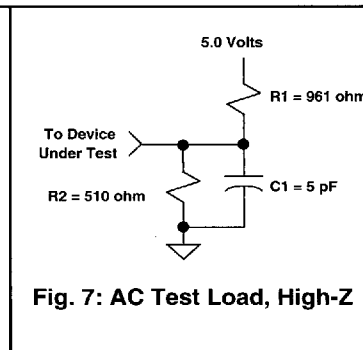 5.0 Volts
R1 = 961 ohm
To Device
Under Test
R2 = 510 ohm
C1 = 5 pF
Fig. 7: AC Test Load, High-Z